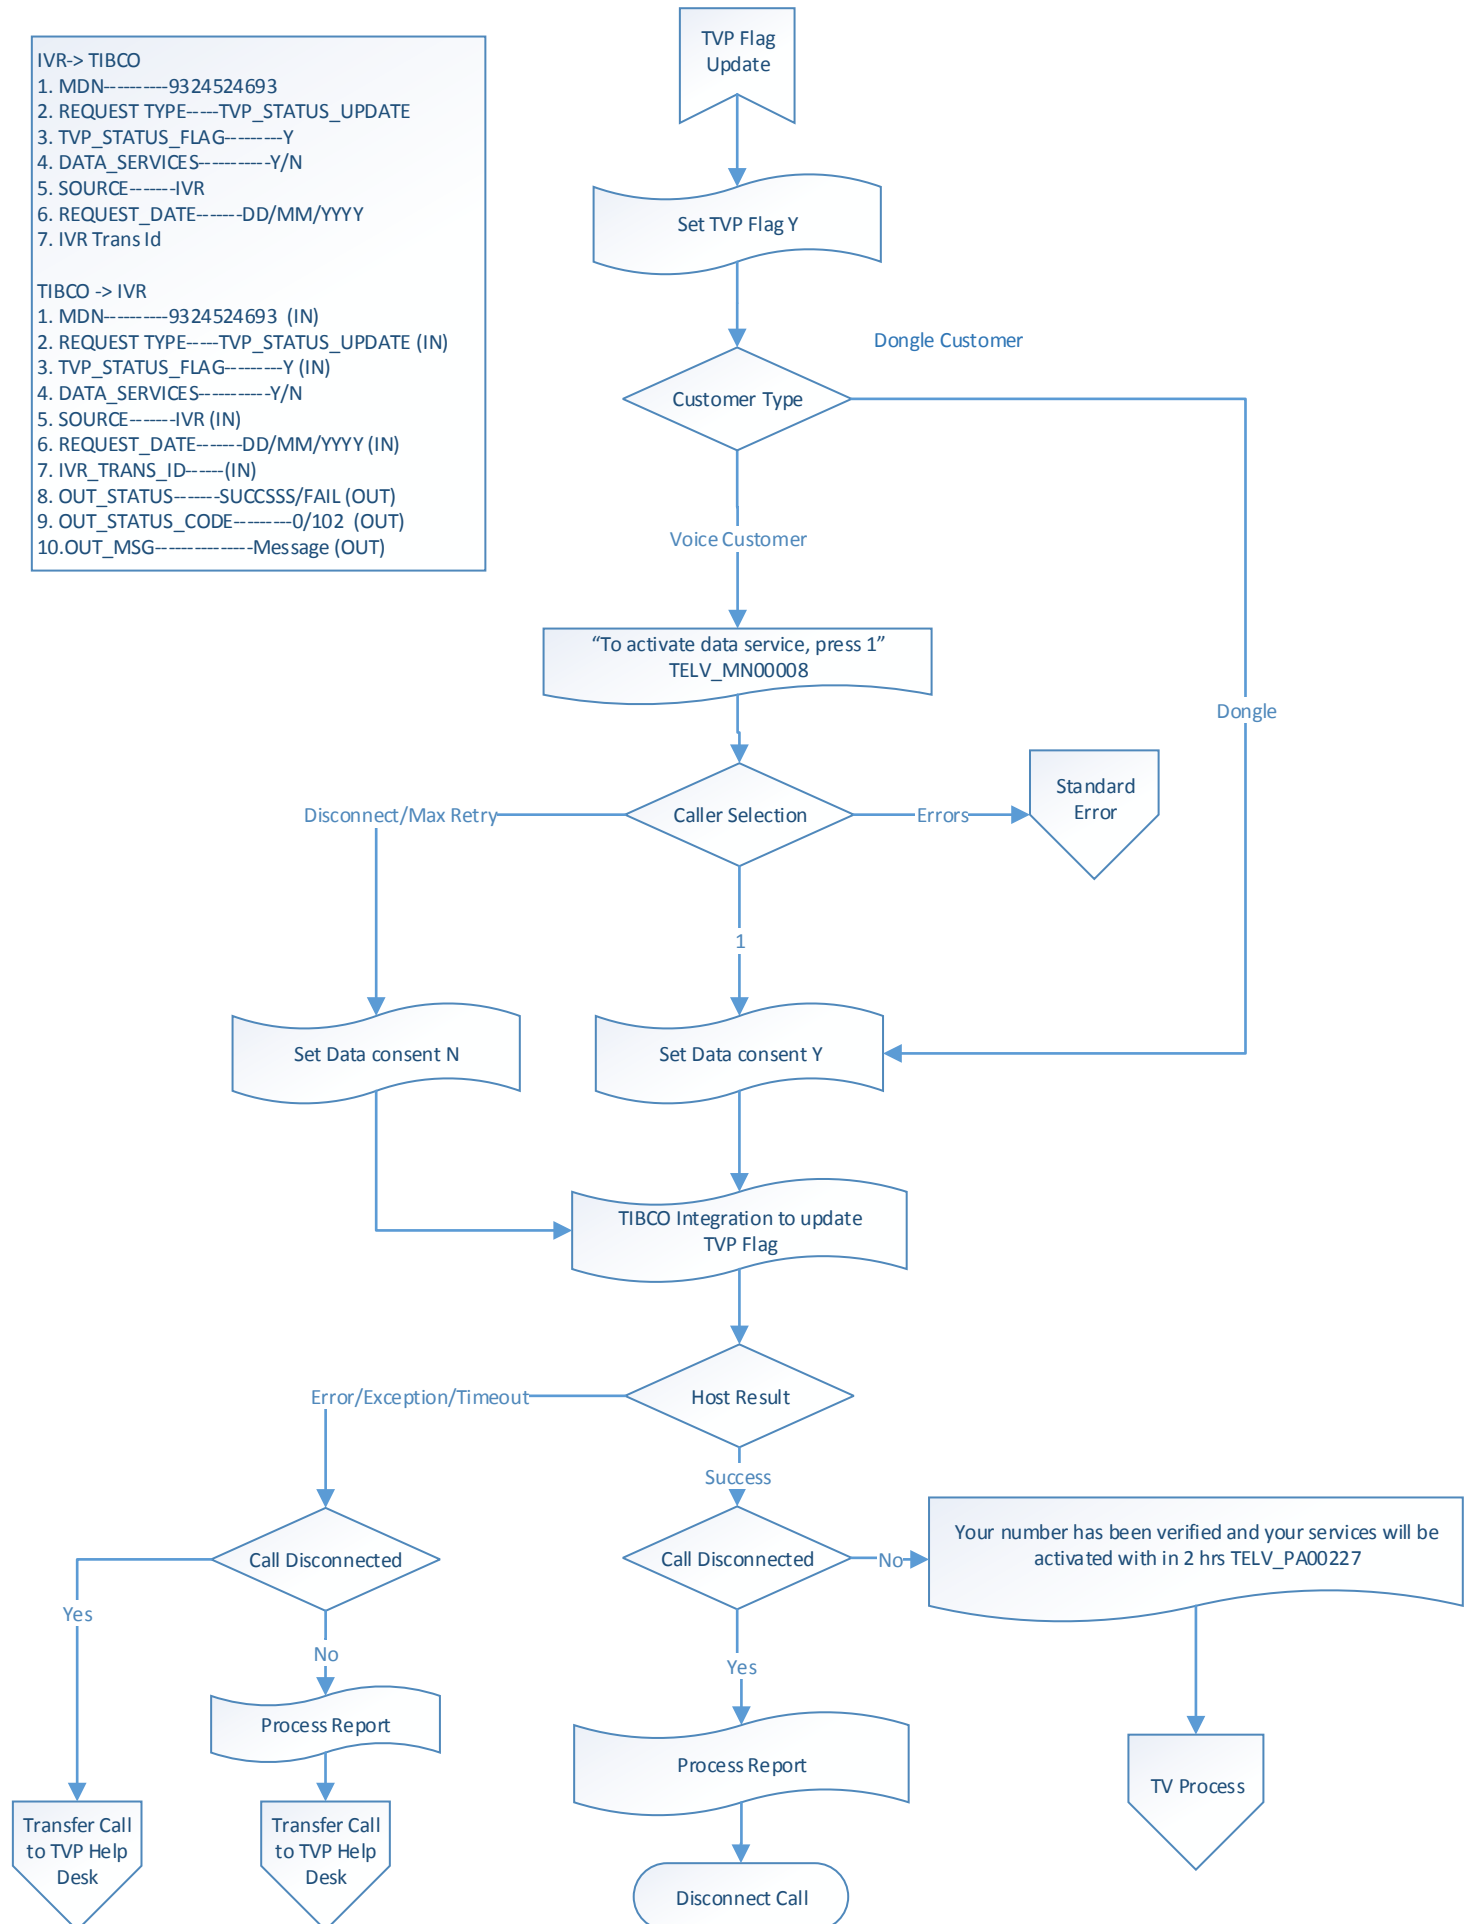 IVR-> TIBCO
1. MDN----------9324524693
2. REQUEST TYPE-----TVP_STATUS_UPDATE
3. TVP_STATUS_FLAG---------Y
4. DATA_SERVICES-----------Y/N
5. SOURCE-------IVR
6. REQUEST_DATE-------DD/MM/YYYY
7. IVR Trans Id
TIBCO -> IVR
1. MDN----------9324524693  (IN)
2. REQUEST TYPE-----TVP_STATUS_UPDATE (IN)
3. TVP_STATUS_FLAG---------Y (IN)
4. DATA_SERVICES-----------Y/N
5. SOURCE-------IVR (IN)
6. REQUEST_DATE-------DD/MM/YYYY (IN)
7. IVR_TRANS_ID------(IN)
8. OUT_STATUS-------SUCCSSS/FAIL (OUT)
9. OUT_STATUS_CODE---------0/102  (OUT)
10.OUT_MSG---------------Message (OUT)
TVP Flag
Update
Set TVP Flag Y
Dongle Customer
Customer Type
Voice Customer
“To activate data service, press 1”
TELV_MN00008
Dongle
Disconnect/Max Retry
Caller Selection
Errors
Standard
Error
1
Set Data consent N
Set Data consent Y
TIBCO Integration to update
TVP Flag
Error/Exception/Timeout
Host Result
Success
Call Disconnected
Call Disconnected
No
Your number has been verified and your services will be
activated with in 2 hrs TELV_PA00227
Yes
No
Yes
Process Report
Process Report
TV Process
Transfer Call
to TVP Help
Desk
Transfer Call
to TVP Help
Desk
Disconnect Call